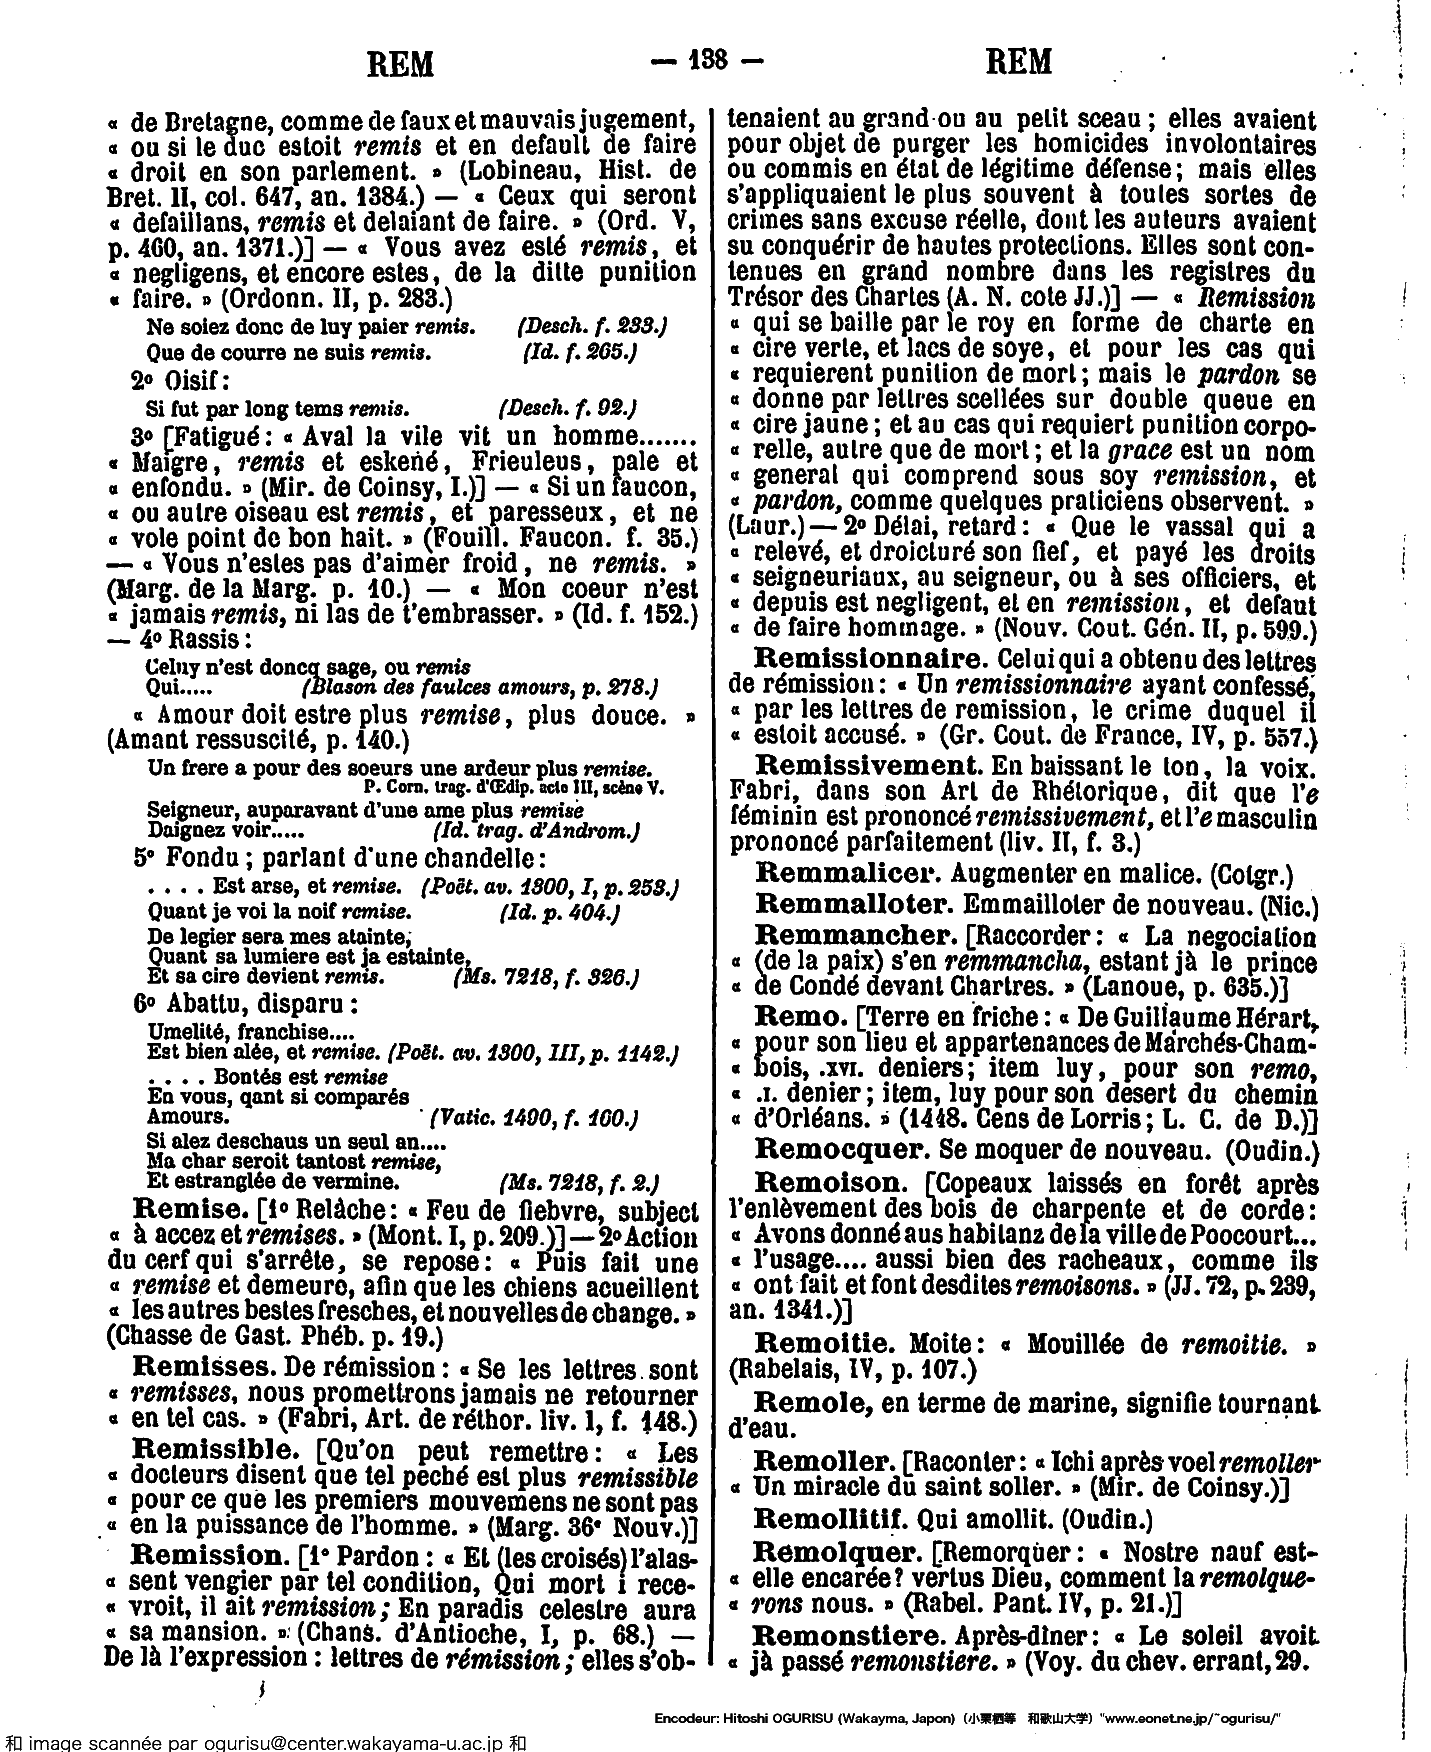 REM — 138 — REM
« de Bretagne, comme de faux et mauvais jugement,
« ou si le duc estoit remis et en default de faire
« droit en son parlement. » (Lobineau, Hist. de
Bret. II, col. 647, an. 1384.) — « Ceux qui seront
« defaillans, remis et delaiant de faire. » (Ord. V,
p. 460, an. 1371.)] — « Vous avez esté remis, et
« negligens, et encore estes, de la ditte punition
« faire. » (Ordonn. II, p. 283.)
Ne soiez donc de luy paier remis. (Desch. f. 233.)
Que de courre ne suis remis. (Id. f. 265.)
2º Oisif :
Si fut par long tems remis. (Desch. f. 92.)
3º [Fatigué : « Aval la vile vit un homme.......
« Maigre, remis et eskené, Frieuleus, pale et
« enfondu. » (Mir. de Coinsy, I.)] — « Si un faucon,
« ou autre oiseau est remis, et paresseux, et ne
« vole point de bon hait. » (Fouill. Faucon. f. 35.)
— « Vous n'estes pas d'aimer froid, ne remis. »
(Marg. de la Marg. p. 10.) — « Mon coeur n'est
« jamais remis, ni las de t'embrasser. » (Id. f. 152.)
— 4º Rassis :
Celuy n'est doncq sage, ou remis
Qui..... (Blason des faulces amours, p. 278.)
« Amour doit estre plus remise, plus douce. »
(Amant ressuscité, p. 140.)
Un frere a pour des soeurs une ardeur plus remise.
P. Corn. trag. d'Œdip. acte III, scène V.
Seigneur, auparavant d'une ame plus remise
Daignez voir..... (Id. trag. d'Androm.)
5º Fondu ; parlant d'une chandelle :
. . . . Est arse, et remise. (Poët. av. 1300, I, p. 253.)
Quant je voi la noif remise. (Id. p. 404.)
De legier sera mes atainte,
Quant sa lumiere est ja estainte,
Et sa cire devient remis. (Ms. 7218, f. 326.)
6º Abattu, disparu :
Umelité, franchise....
Est bien alée, et remise. (Poët. av. 1300, III, p. 1142.)
. . . . Bontés est remise
En vous, qant si comparés
Amours. (Vatic. 1490, f. 160.)
Si alez deschaus un seul an....
Ma char seroit tantost remise,
Et estranglée de vermine. (Ms. 7218, f. 2.)
Remise. [1º Relâche : « Feu de fiebvre, subject
« à accez et remises. » (Mont. I, p. 209.)] — 2º Action
du cerf qui s'arrête, se repose : « Puis fait une
« remise et demeure, afin que les chiens acueillent
« les autres bestes fresches, et nouvelles de change. »
(Chasse de Gast. Phéb. p. 19.)
Remisses. De rémission : « Se les lettres sont
« remisses, nous promettrons jamais ne retourner
« en tel cas. » (Fabri, Art. de réthor. liv. I, f. 148.)
Remissible. [Qu'on peut remettre : « Les
« docteurs disent que tel peché est plus remissible
« pour ce que les premiers mouvemens ne sont pas
« en la puissance de l'homme. » (Marg. 36e Nouv.)]
Remission. [1º Pardon : « Et (les croisés) l'alas-
« sent vengier par tel condition, Qui mort i rece-
« vroit, il ait remission ; En paradis celestre aura
« sa mansion. » (Chans. d'Antioche, I, p. 68.) —
De là l'expression : lettres de rémission ; elles s'ob-
tenaient au grand ou au petit sceau ; elles avaient
pour objet de purger les homicides involontaires
ou commis en état de légitime défense ; mais elles
s'appliquaient le plus souvent à toutes sortes de
crimes sans excuse réelle, dont les auteurs avaient
su conquérir de hautes protections. Elles sont con-
tenues en grand nombre dans les registres du
Trésor des Chartes (A. N. cote JJ.)] — « Remission
« qui se baille par le roy en forme de charte en
« cire verte, et lacs de soye, et pour les cas qui
« requierent punition de mort ; mais le pardon se
« donne par lettres scellées sur double queue en
« cire jaune ; et au cas qui requiert punition corpo-
« relle, autre que de mort ; et la grace est un nom
« general qui comprend sous soy remission, et
« pardon, comme quelques praticiens observent. »
(Laur.) — 2º Délai, retard : « Que le vassal qui a
« relevé, et droicturé son fief, et payé les droits
« seigneuriaux, au seigneur, ou à ses officiers, et
« depuis est negligent, et en remission, et defaut
« de faire hommage. » (Nouv. Cout. Gén. II, p. 599.)
Remissionnaire. Celui qui a obtenu des lettres
de rémission : « Un remissionnaire ayant confessé,
« par les lettres de remission, le crime duquel il
« estoit accusé. » (Gr. Cout. de France, IV, p. 557.)
Remissivement. En baissant le ton, la voix.
Fabri, dans son Art de Rhétorique, dit que l'e
féminin est prononcé remissivement, et l'e masculin
prononcé parfaitement (liv. II, f. 3.)
Remmalicer. Augmenter en malice. (Cotgr.)
Remmalloter. Emmailloter de nouveau. (Nic.)
Remmancher. [Raccorder : « La negociation
« (de la paix) s'en remmancha, estant jà le prince
« de Condé devant Chartres. » (Lanoue, p. 635.)]
Remo. [Terre en friche : « De Guillaume Hérart,
« pour son lieu et appartenances de Marchés-Cham-
« bois, .XVI. deniers ; item luy, pour son remo,
« .I. denier ; item, luy pour son desert du chemin
« d'Orléans. » (1448. Cens de Lorris ; L. C. de D.)]
Remocquer. Se moquer de nouveau. (Oudin.)
Remoison. [Copeaux laissés en forêt après
l'enlèvement des bois de charpente et de corde :
« Avons donné aus habitanz de la ville de Poocourt...
« l'usage.... aussi bien des racheaux, comme ils
« ont fait et font desdites remoisons. » (JJ. 72, p. 239,
an. 1341.)]
Remoitie. Moite : « Mouillée de remoitie. »
(Rabelais, IV, p. 107.)
Remole, en terme de marine, signifie tournant
d'eau.
Remoller. [Raconter : « Ichi après voel remoller
« Un miracle du saint soller. » (Mir. de Coinsy.)]
Remollitif. Qui amollit. (Oudin.)
Remolquer. [Remorquer : « Nostre nauf est-
« elle encarée ? vertus Dieu, comment la remolque-
« rons nous. » (Rabel. Pant. IV, p. 21.)]
Remonstiere. Après-dîner : « Le soleil avoit
« jà passé remonstiere. » (Voy. du chev. errant, 29.
Encodeur: Hitoshi OGURISU (Wakayma, Japon) (小栗栖等 和歌山大学) "www.eonet.ne.jp/~ogurisu/"
和 image scannée par ogurisu@center.wakayama-u.ac.jp 和